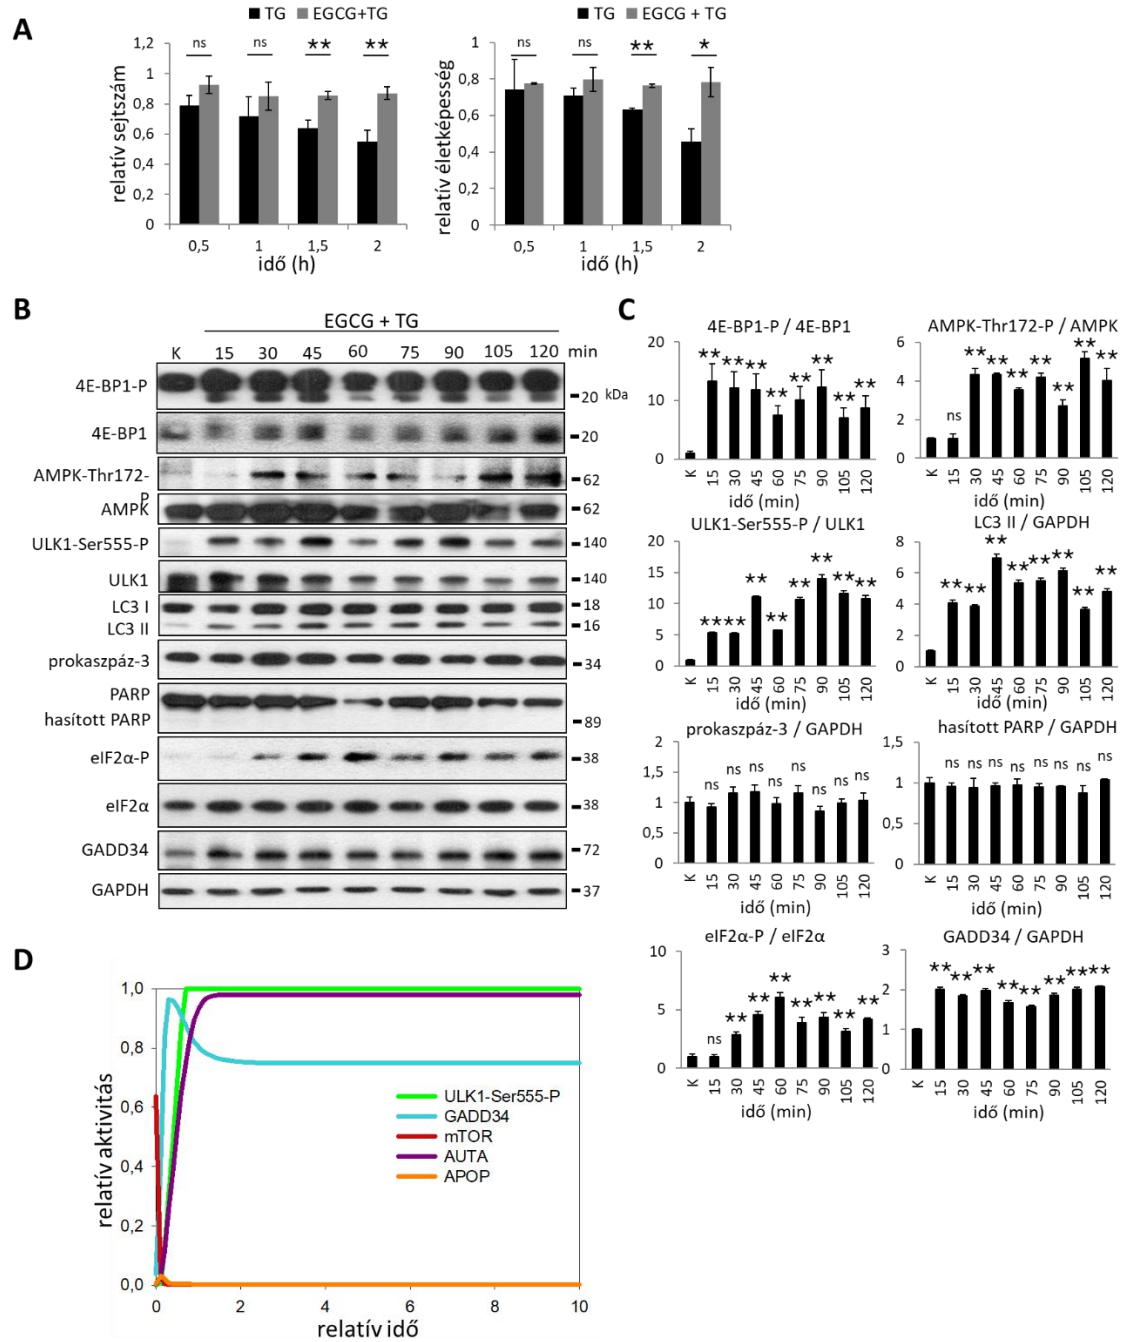 A
TG EGCG+TG
ns ns ** **
relatív sejtszám
1,2
1
0,8
0,6
0,4
0,2
0
0,5 1 1,5 2
idő (h)
TG EGCG + TG
ns ns ** *
relatív életképesség
1
0,8
0,6
0,4
0,2
0
0,5 1 1,5 2
idő (h)
B
EGCG + TG
K 15 30 45 60 75 90 105 120 min
4E-BP1-P 20 kDa
4E-BP1 20
AMPK-Thr172-
P 62
AMPK 62
ULK1-Ser555-P 140
ULK1 140
LC3 I 18
LC3 II 16
prokaszpáz-3 34
PARP
hasított PARP 89
eIF2α-P 38
eIF2α 38
GADD34 72
GAPDH 37
C
4E-BP1-P / 4E-BP1
20
10
0
** ** ** ** ** ** ** **
K 15 30 45 60 75 90 105 120
idő (min)
AMPK-Thr172-P / AMPK
6
4
2
0
ns ** ** ** ** ** ** **
K 15 30 45 60 75 90 105 120
idő (min)
ULK1-Ser555-P / ULK1
20
15
10
5
0
** ** ** ** ** ** ** **
K 15 30 45 60 75 90 105 120
idő (min)
LC3 II / GAPDH
8
6
4
2
0
** ** ** ** ** ** ** **
K 15 30 45 60 75 90 105 120
idő (min)
prokaszpáz-3 / GAPDH
1,5
1
0,5
0
ns ns ns ns ns ns ns ns
K 15 30 45 60 75 90 105 120
idő (min)
hasított PARP / GAPDH
1,5
1
0,5
0
ns ns ns ns ns ns ns ns
K 15 30 45 60 75 90 105 120
idő (min)
eIF2α-P / eIF2α
10
5
0
ns ** ** ** ** ** ** **
K 15 30 45 60 75 90 105 120
idő (min)
GADD34 / GAPDH
3
2
1
0
** ** ** ** ** ** ** **
K 15 30 45 60 75 90 105 120
idő (min)
D
relatív aktivitás
1,0
0,8
0,6
0,4
0,2
0,0
ULK1-Ser555-P
GADD34
mTOR
AUTA
APOP
0 2 4 6 8 10
relatív idő